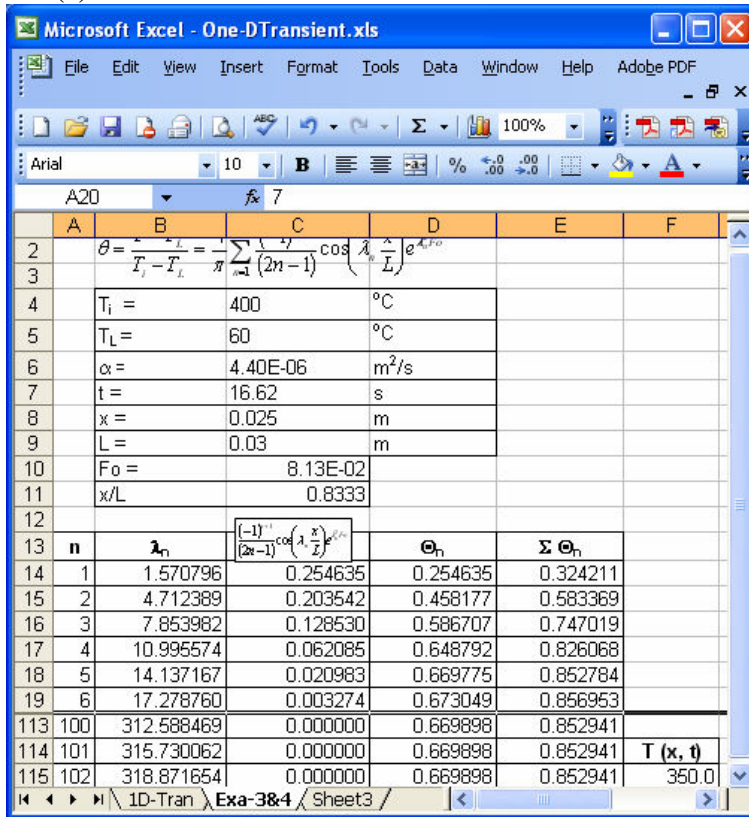 Microsoft Excel - One-DTransient.xls
File Edit View Insert Format Tools Data Window Help Adobe PDF
ABC Σ 100%
Arial 10 B % .00 .00 A
A20 fx 7
A B C D E F
2
3
4 Ti = 400 °C
5 TL = 60 °C
6 α = 4.40E-06 m²/s
7 t = 16.62 s
8 x = 0.025 m
9 L = 0.03 m
10 Fo = 8.13E-02
11 x/L 0.8333
12
13 n λn Θn Σ Θn
14 1 1.570796 0.254635 0.254635 0.324211
15 2 4.712389 0.203542 0.458177 0.583369
16 3 7.853982 0.128530 0.586707 0.747019
17 4 10.995574 0.062085 0.648792 0.826068
18 5 14.137167 0.020983 0.669775 0.852784
19 6 17.278760 0.003274 0.673049 0.856953
113 100 312.588469 0.000000 0.669898 0.852941
114 101 315.730062 0.000000 0.669898 0.852941 T (x, t)
115 102 318.871654 0.000000 0.669898 0.852941 350.0
1D-Tran Exa-3&4 Sheet3